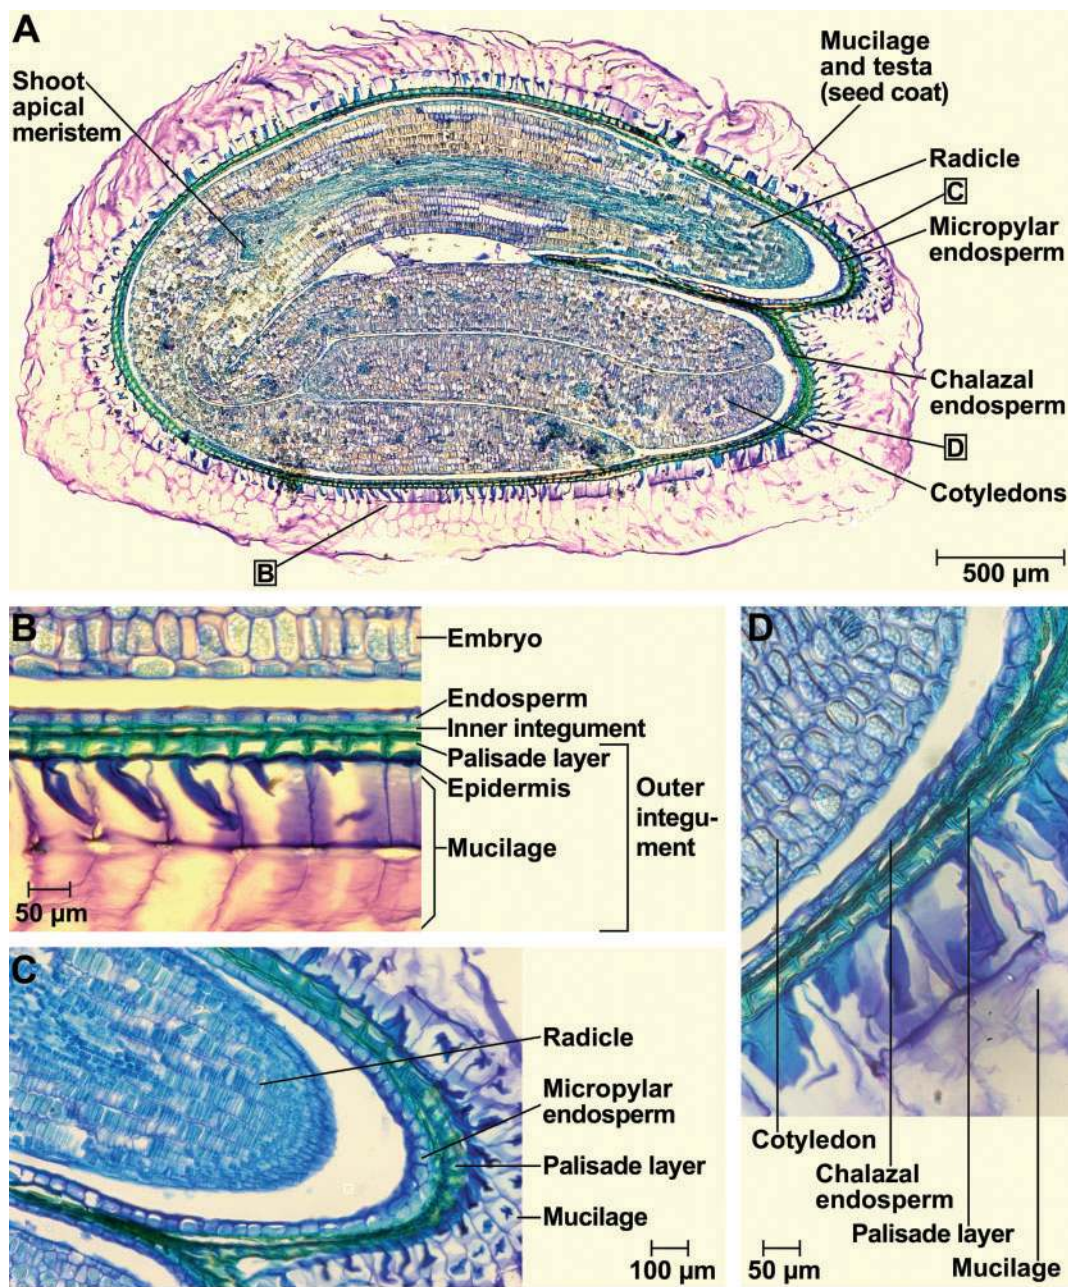 A
Shoot
apical
meristem
Mucilage
and testa
(seed coat)
Radicle
C
Micropylar
endosperm
Chalazal
endosperm
D
Cotyledons
B
500 µm
B
Embryo
Endosperm
Inner integument
Palisade layer
Epidermis
Mucilage
Outer
integu-
ment
50 µm
C
Radicle
Micropylar
endosperm
Palisade layer
Mucilage
100 µm
D
Cotyledon
Chalazal
endosperm
Palisade layer
Mucilage
50 µm